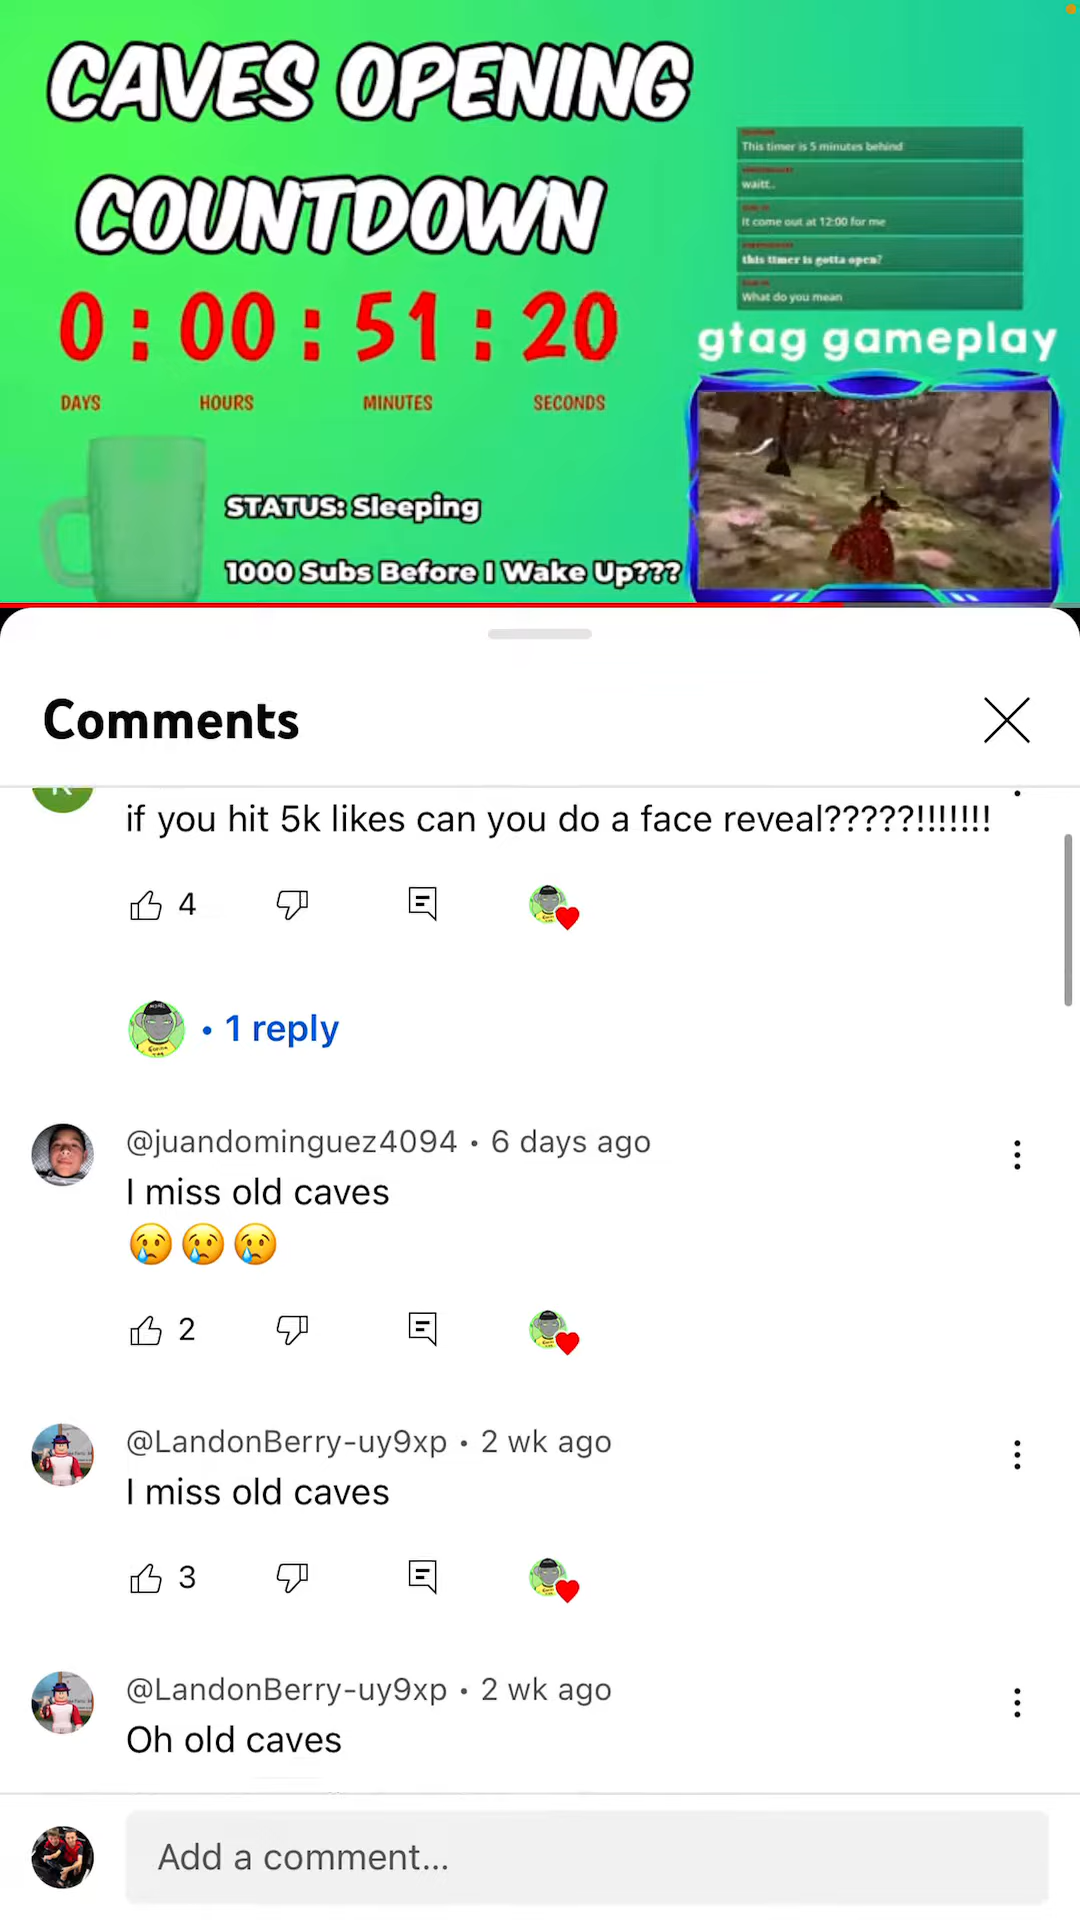 CAVES OPENING
COUNTDOWN
0 : 00 : 51 : 20
DAYS HOURS MINUTES SECONDS
STATUS: Sleeping
1000 Subs Before I Wake Up???
This timer is 5 minutes behind
waitt..
It come out at 12:00 for me
this timer is gotta open?
What do you mean
gtag gameplay
Comments
if you hit 5k likes can you do a face reveal?????!!!!!!!
4
• 1 reply
@juandominguez4094 • 6 days ago
I miss old caves
😢😢😢
2
@LandonBerry-uy9xp • 2 wk ago
I miss old caves
3
@LandonBerry-uy9xp • 2 wk ago
Oh old caves
Add a comment...